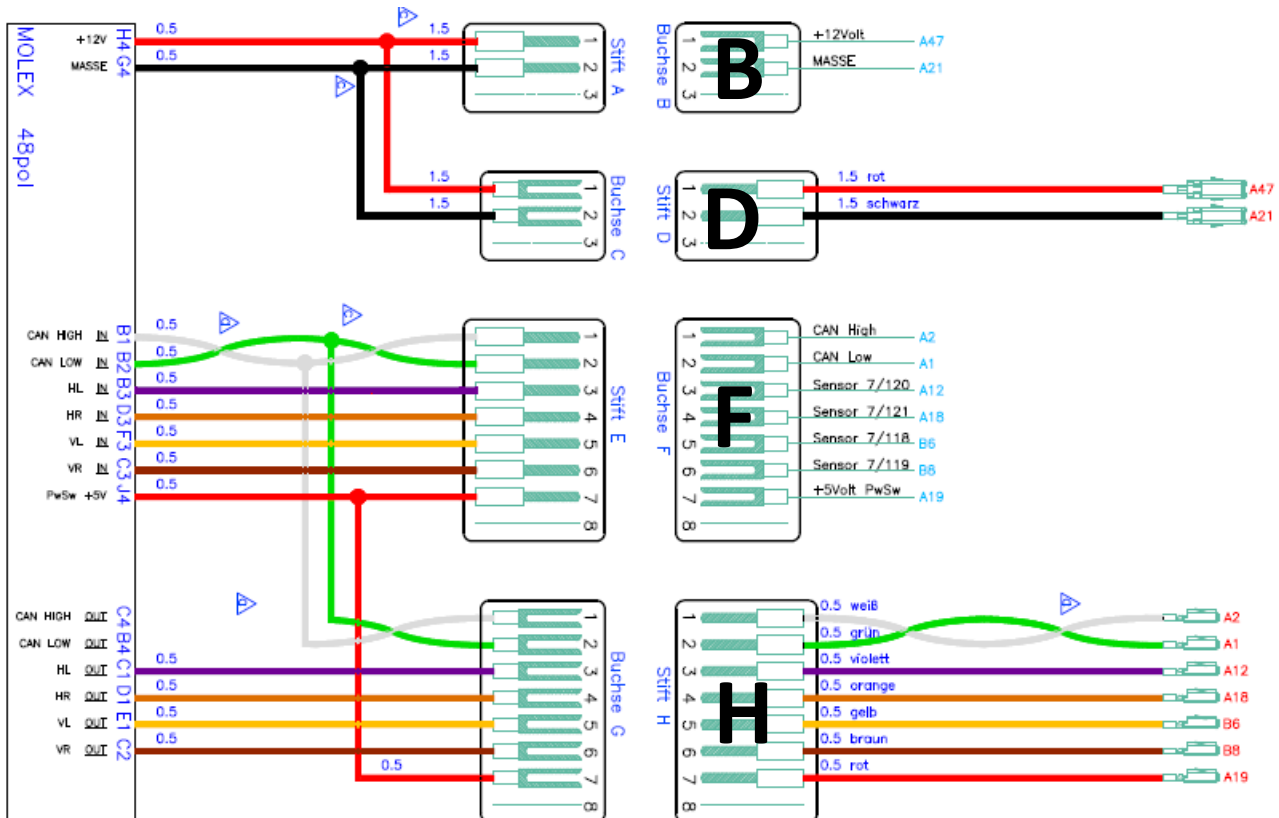 MOLEX 48pol
+12V H4 0.5 1.5
MASSE G4 0.5 1.5
1
2
3
Stift A
1.5
1.5
1
2
3
Buchse C
Buchse B
1 +12Volt A47
2 MASSE A21
3
B
Stift D
1 1.5 rot A47
2 1.5 schwarz A21
3
D
CAN HIGH IN B1 0.5 1
CAN LOW IN B2 0.5 2
HL IN B3 0.5 3
HR IN D3 0.5 4
VL IN F3 0.5 5
VR IN C3 0.5 6
PwSw +5V J4 0.5 7
8
Stift E
Buchse F
1 CAN High A2
2 CAN Low A1
3 Sensor 7/120 A12
4 Sensor 7/121 A18
5 Sensor 7/118 B6
6 Sensor 7/119 B8
7 +5Volt PwSw A19
8
F
CAN HIGH OUT C4 1
CAN LOW OUT B4 2
HL OUT C1 0.5 3
HR OUT D1 0.5 4
VL OUT E1 0.5 5
VR OUT C2 0.5 6
0.5 7
8
Buchse G
Stift H
1 0.5 weiß A2
2 0.5 grün A1
3 0.5 violett A12
4 0.5 orange A18
5 0.5 gelb B6
6 0.5 braun B8
7 0.5 rot A19
8
H